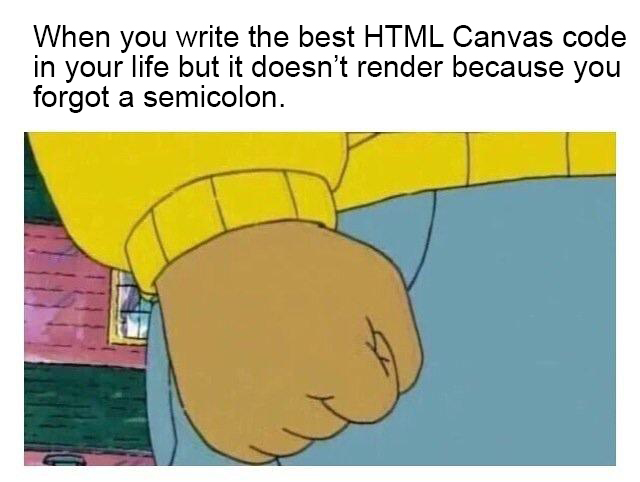 When you write the best HTML Canvas code
in your life but it doesn’t render because you
forgot a semicolon.